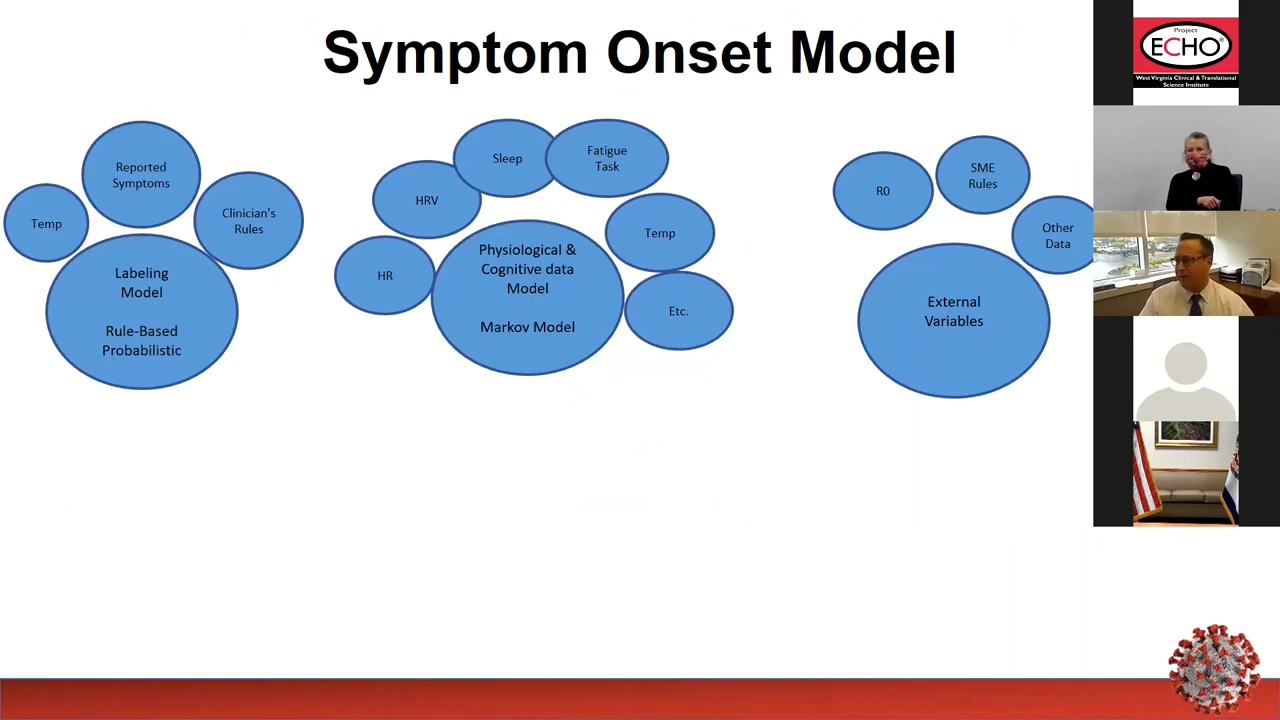 Symptom Onset Model
Temp
Reported
Symptoms
Clinician's
Rules
Labeling
Model
Rule-Based
Probabilistic
HR
HRV
Sleep
Fatigue
Task
Temp
Etc.
Physiological &
Cognitive data
Model
Markov Model
R0
SME
Rules
Other
Data
External
Variables
Project
ECHO®
West Virginia Clinical & Translational
Science Institute